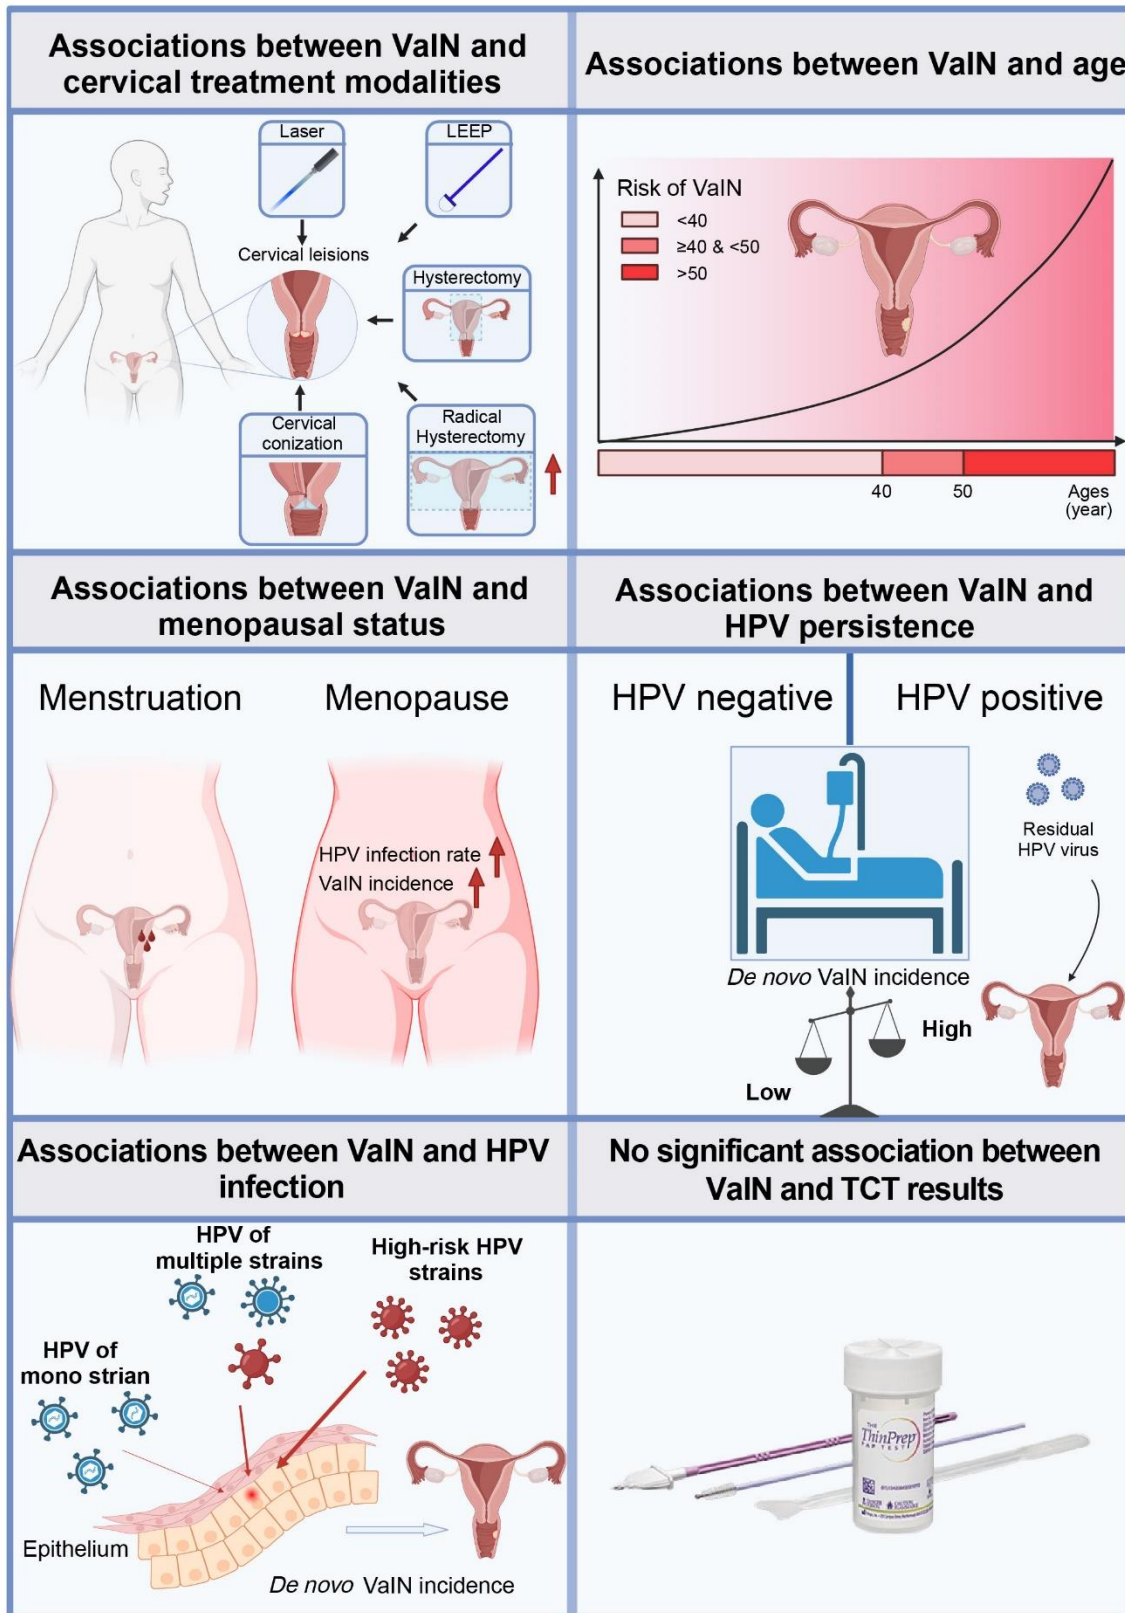 Associations between VaIN and
cervical treatment modalities
Associations between VaIN and age
Laser
LEEP
Cervical leisions
Hysterectomy
Cervical
conization
Radical
Hysterectomy
Risk of VaIN
<40
≥40 & <50
>50
40
50
Ages
(year)
Associations between VaIN and
menopausal status
Associations between VaIN and
HPV persistence
Menstruation
Menopause
HPV infection rate
VaIN incidence
HPV negative
HPV positive
Residual
HPV virus
De novo VaIN incidence
High
Low
Associations between VaIN and HPV
infection
No significant association between
VaIN and TCT results
HPV of
multiple strains
High-risk HPV
strains
HPV of
mono strian
Epithelium
De novo VaIN incidence
THE
ThinPrep
PAP TEST